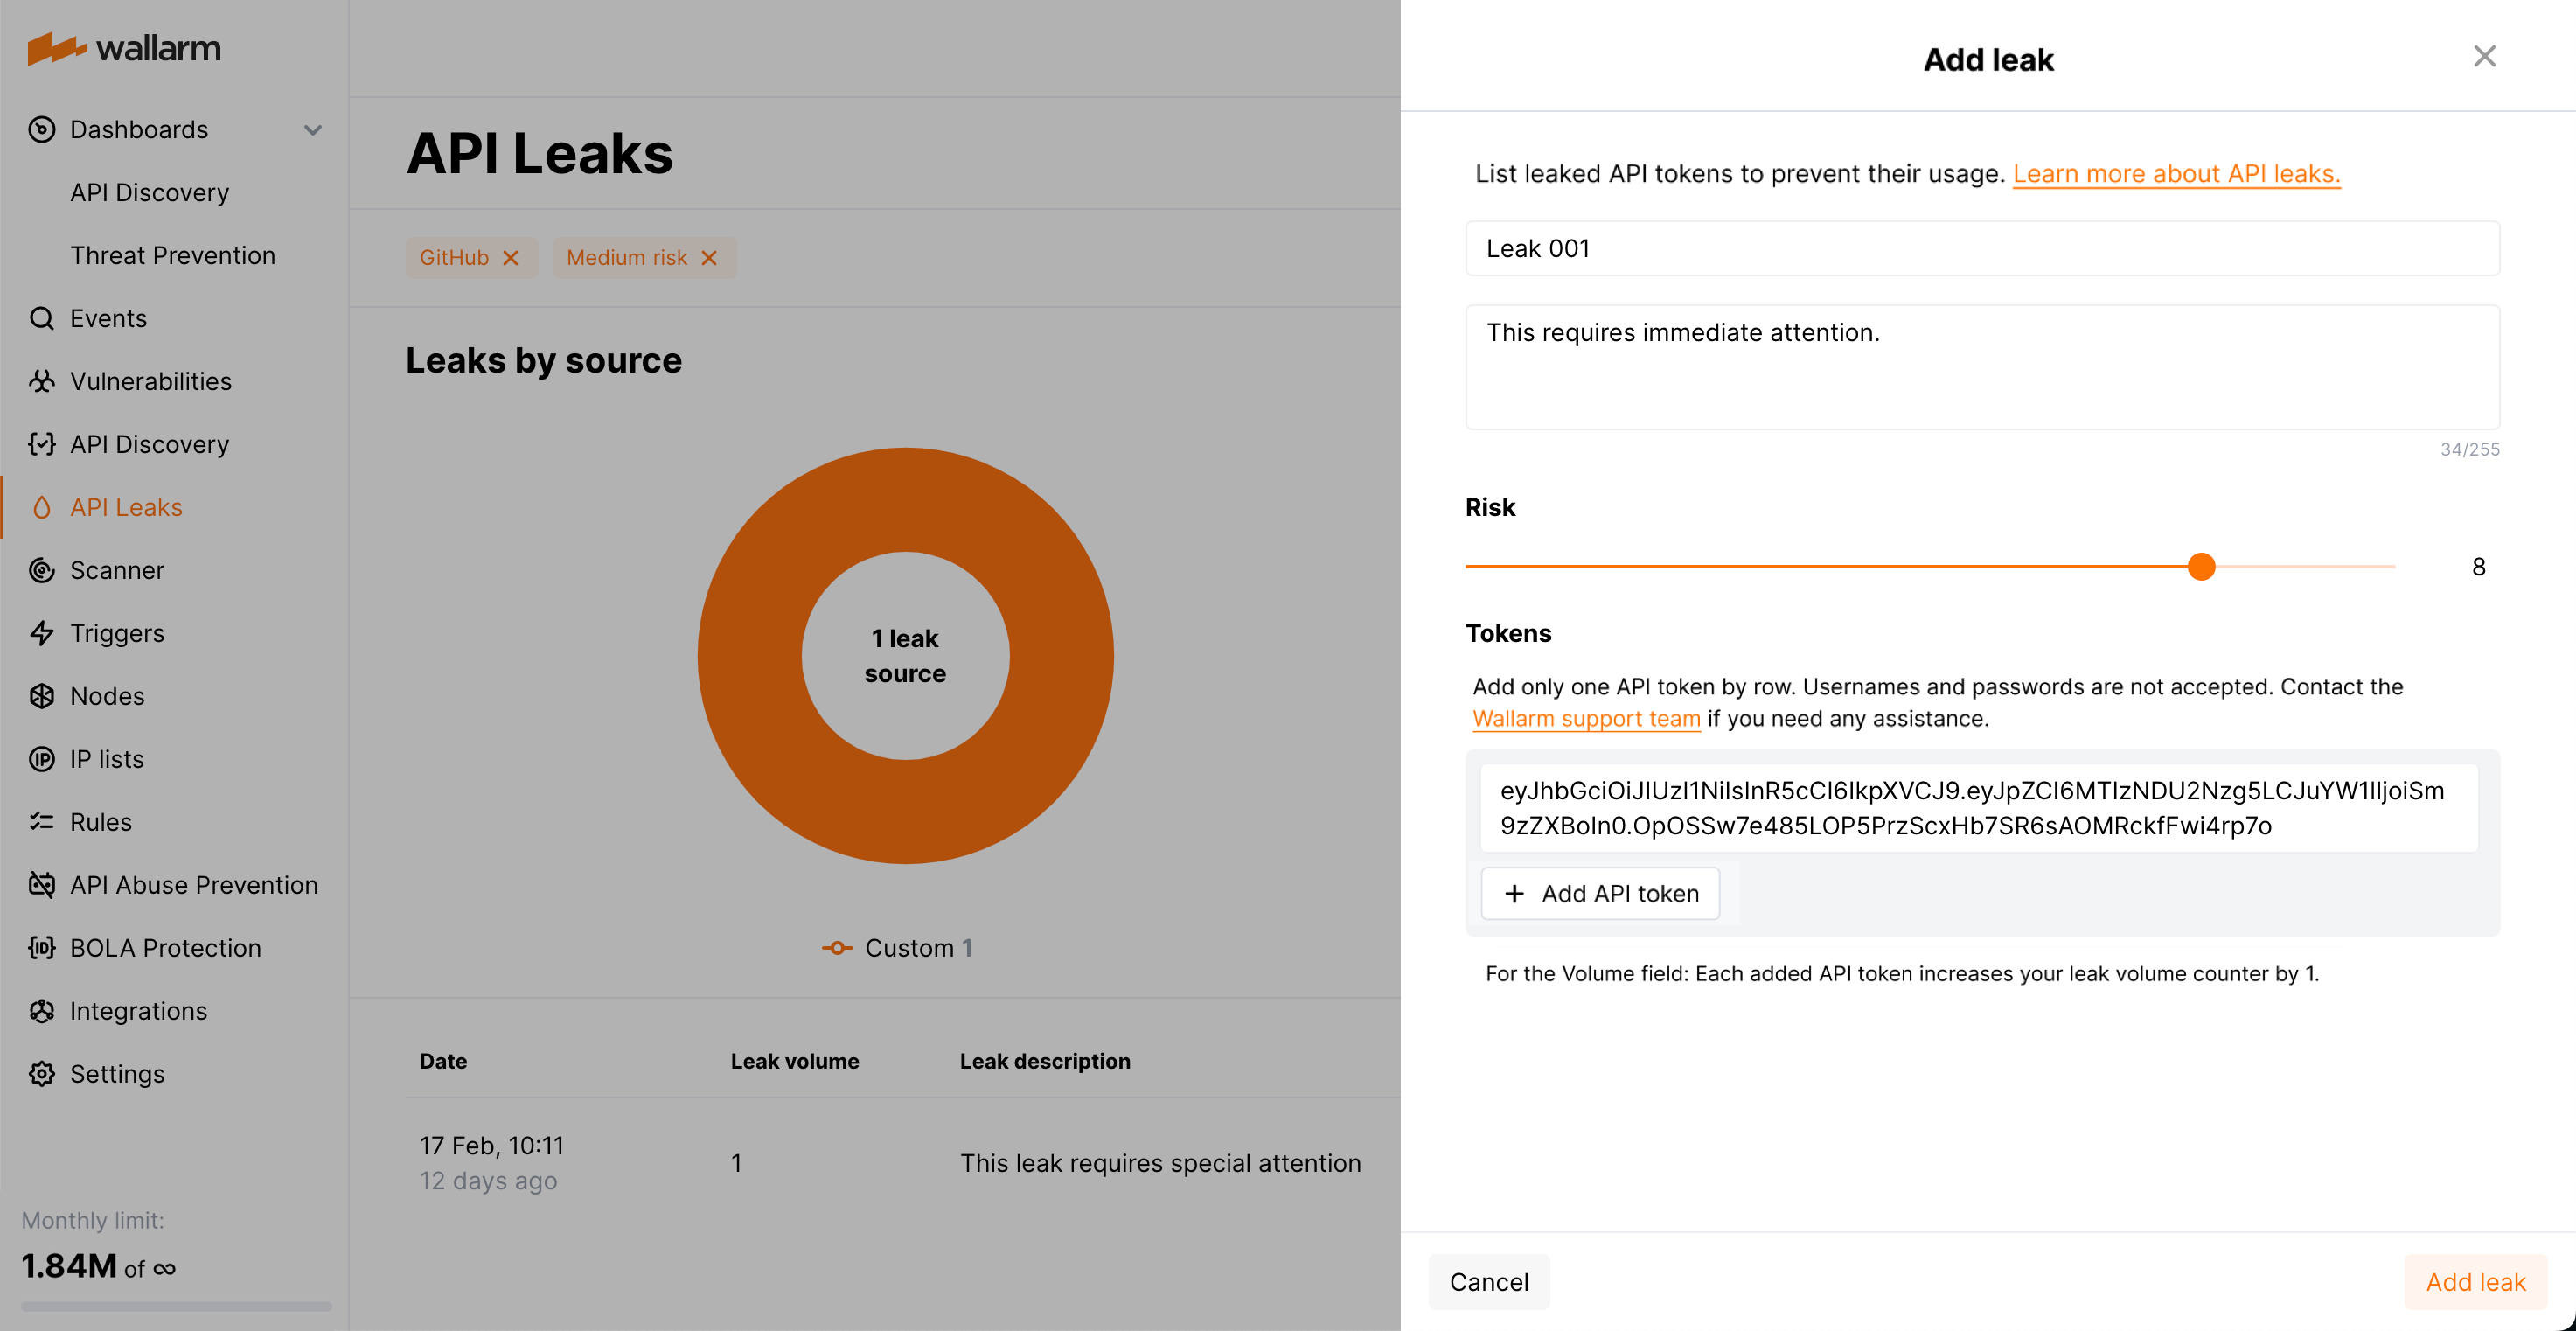 wallarm
Dashboards
API Discovery
Threat Prevention
Events
Vulnerabilities
API Discovery
API Leaks
Scanner
Triggers
Nodes
IP lists
Rules
API Abuse Prevention
BOLA Protection
Integrations
Settings
Monthly limit:
1.84M of ∞
API Leaks
GitHub
Medium risk
Leaks by source
1 leak
source
Custom 1
Date Leak volume Leak description
17 Feb, 10:11
12 days ago
1
This leak requires special attention
Add leak
List leaked API tokens to prevent their usage. Learn more about API leaks.
Leak 001
This requires immediate attention.
34/255
Risk
8
Tokens
Add only one API token by row. Usernames and passwords are not accepted. Contact the
Wallarm support team if you need any assistance.
eyJhbGciOiJIUzI1NiIsInR5cCI6IkpXVCJ9.eyJpZCI6MTIzNDU2Nzg5LCJuYW1lIjoiSm
9zZXBoIn0.OpOSSw7e485LOP5PrzScxHb7SR6sAOMRckfFwi4rp7o
+ Add API token
For the Volume field: Each added API token increases your leak volume counter by 1.
Cancel
Add leak